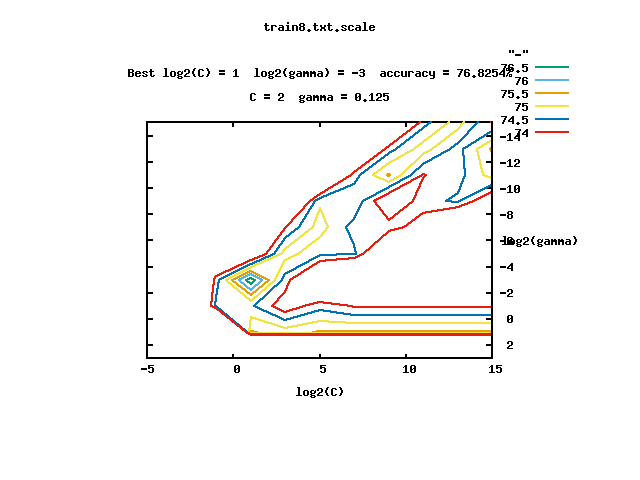 train8.txt.scale
"-"
Best log2(C) = 1  log2(gamma) = -3  accuracy = 76.8254%
76.5
76
C = 2  gamma = 0.125
75.5
75
74.5
74
-14
-12
-10
-8
-6
log2(gamma)
-4
-2
0
2
-5 0 5 10 15
log2(C)